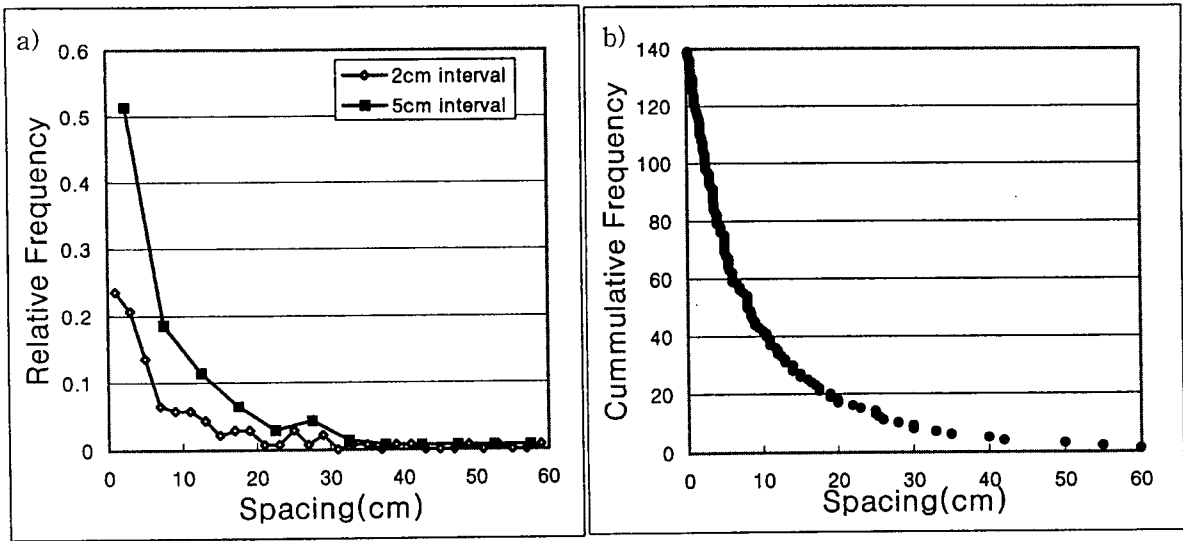 a)
Relative Frequency
0.6
0.5
0.4
0.3
0.2
0.1
0
2cm interval
5cm interval
0 10 20 30 40 50 60
Spacing(cm)
b)
Cummulative Frequency
140
120
100
80
60
40
20
0
0 10 20 30 40 50 60
Spacing(cm)